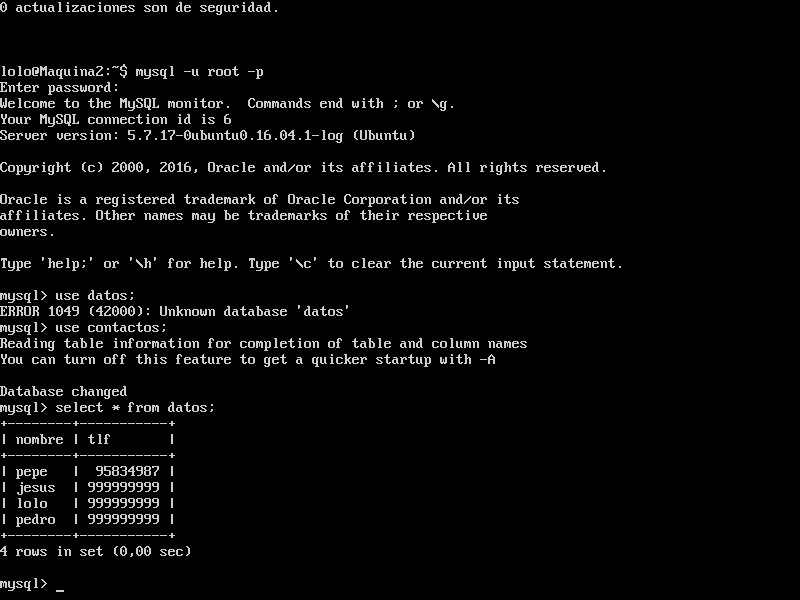 0 actualizaciones son de seguridad.
lolo@Maquina2:~$ mysql -u root -p
Enter password:
Welcome to the MySQL monitor.  Commands end with ; or \g.
Your MySQL connection id is 6
Server version: 5.7.17-0ubuntu0.16.04.1-log (Ubuntu)
Copyright (c) 2000, 2016, Oracle and/or its affiliates. All rights reserved.
Oracle is a registered trademark of Oracle Corporation and/or its
affiliates. Other names may be trademarks of their respective
owners.
Type 'help;' or '\h' for help. Type '\c' to clear the current input statement.
mysql> use datos;
ERROR 1049 (42000): Unknown database 'datos'
mysql> use contactos;
Reading table information for completion of table and column names
You can turn off this feature to get a quicker startup with -A
Database changed
mysql> select * from datos;
+--------+-----------+
| nombre | tlf       |
+--------+-----------+
| pepe   |  95834987 |
| jesus  | 999999999 |
| lolo   | 999999999 |
| pedro  | 999999999 |
+--------+-----------+
4 rows in set (0,00 sec)
mysql> _